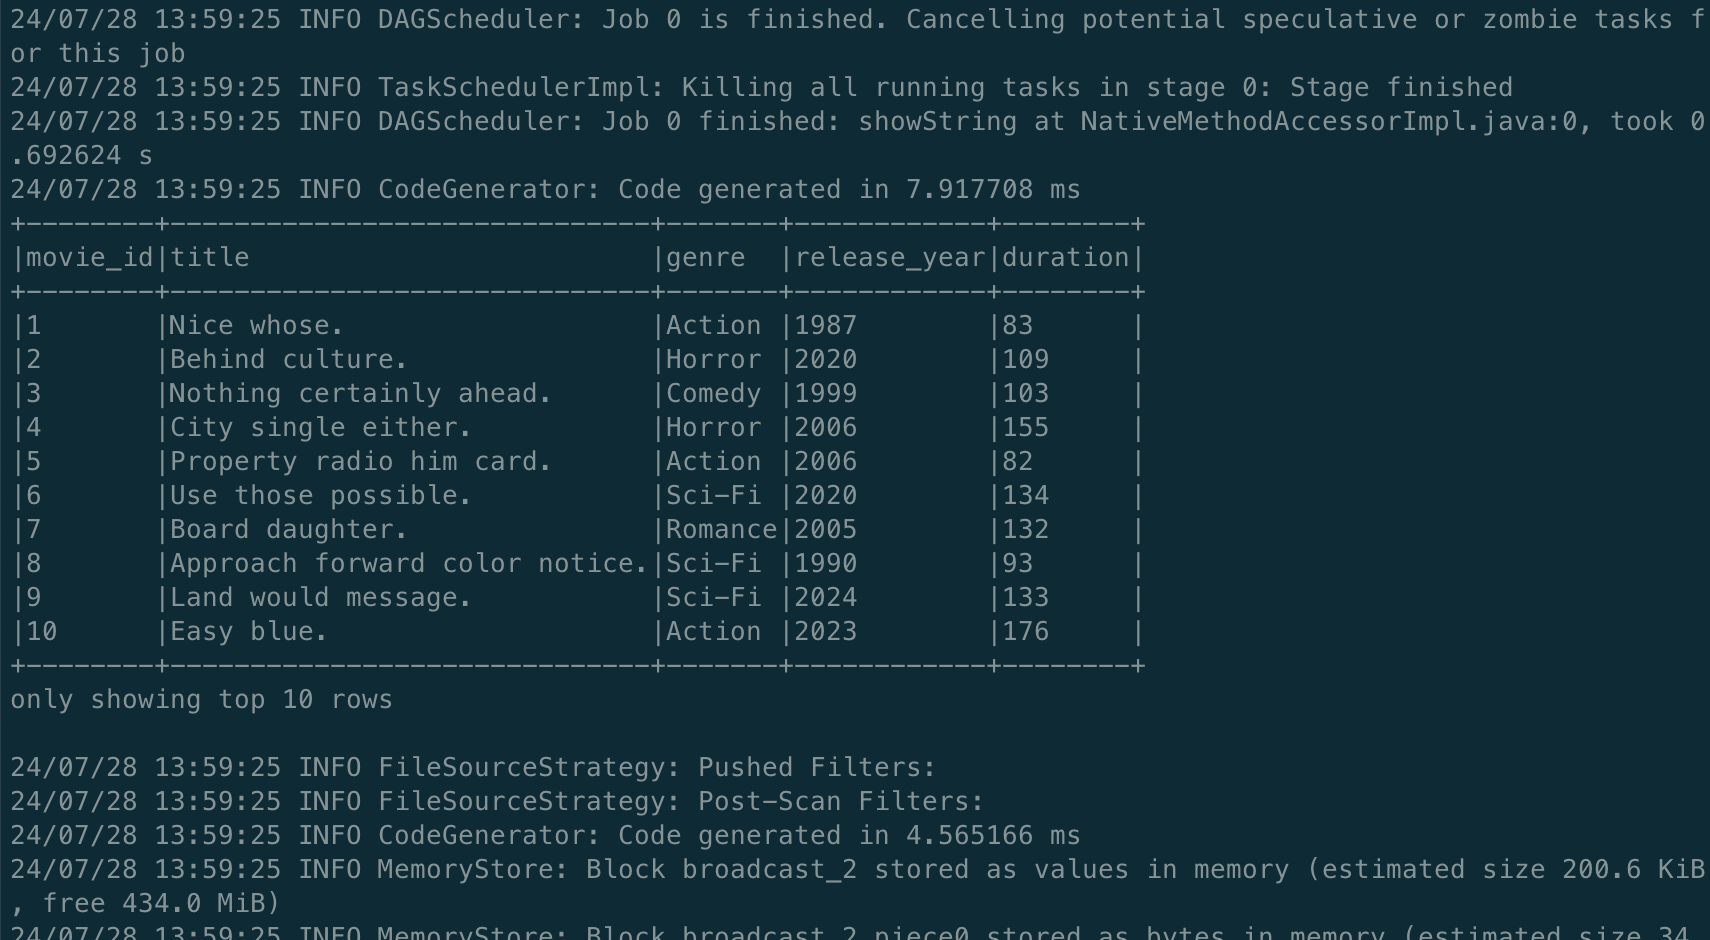 24/07/28 13:59:25 INFO DAGScheduler: Job 0 is finished. Cancelling potential speculative or zombie tasks f
or this job
24/07/28 13:59:25 INFO TaskSchedulerImpl: Killing all running tasks in stage 0: Stage finished
24/07/28 13:59:25 INFO DAGScheduler: Job 0 finished: showString at NativeMethodAccessorImpl.java:0, took 0
.692624 s
24/07/28 13:59:25 INFO CodeGenerator: Code generated in 7.917708 ms
+--------+------------------------------+-------+------------+--------+
|movie_id|title                         |genre  |release_year|duration|
+--------+------------------------------+-------+------------+--------+
|1       |Nice whose.                   |Action |1987        |83      |
|2       |Behind culture.               |Horror |2020        |109     |
|3       |Nothing certainly ahead.      |Comedy |1999        |103     |
|4       |City single either.           |Horror |2006        |155     |
|5       |Property radio him card.      |Action |2006        |82      |
|6       |Use those possible.           |Sci-Fi |2020        |134     |
|7       |Board daughter.               |Romance|2005        |132     |
|8       |Approach forward color notice.|Sci-Fi |1990        |93      |
|9       |Land would message.           |Sci-Fi |2024        |133     |
|10      |Easy blue.                    |Action |2023        |176     |
+--------+------------------------------+-------+------------+--------+
only showing top 10 rows
24/07/28 13:59:25 INFO FileSourceStrategy: Pushed Filters:
24/07/28 13:59:25 INFO FileSourceStrategy: Post-Scan Filters:
24/07/28 13:59:25 INFO CodeGenerator: Code generated in 4.565166 ms
24/07/28 13:59:25 INFO MemoryStore: Block broadcast_2 stored as values in memory (estimated size 200.6 KiB
, free 434.0 MiB)
24/07/28 13:59:25 INFO MemoryStore: Block broadcast_2_piece0 stored as bytes in memory (estimated size 34.